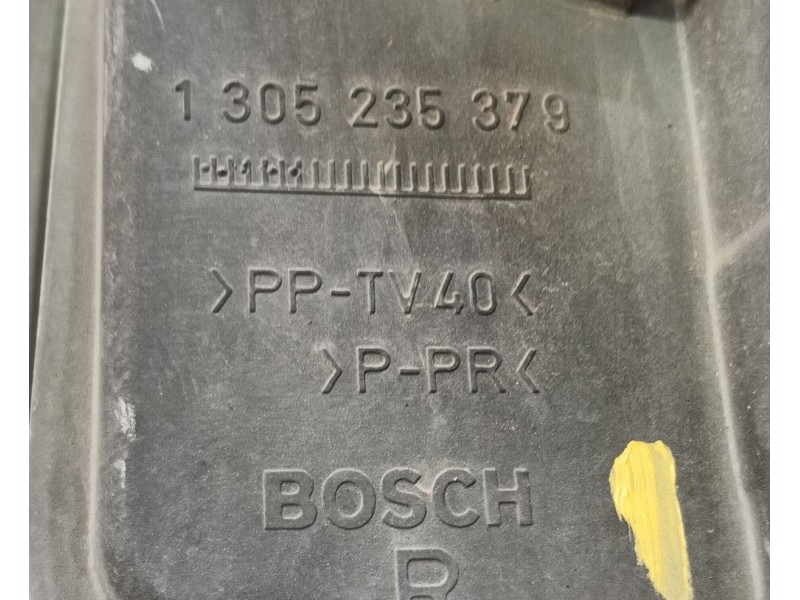 1 305 235 379
>PP-TV40<
>P-PR<
BOSCH
R